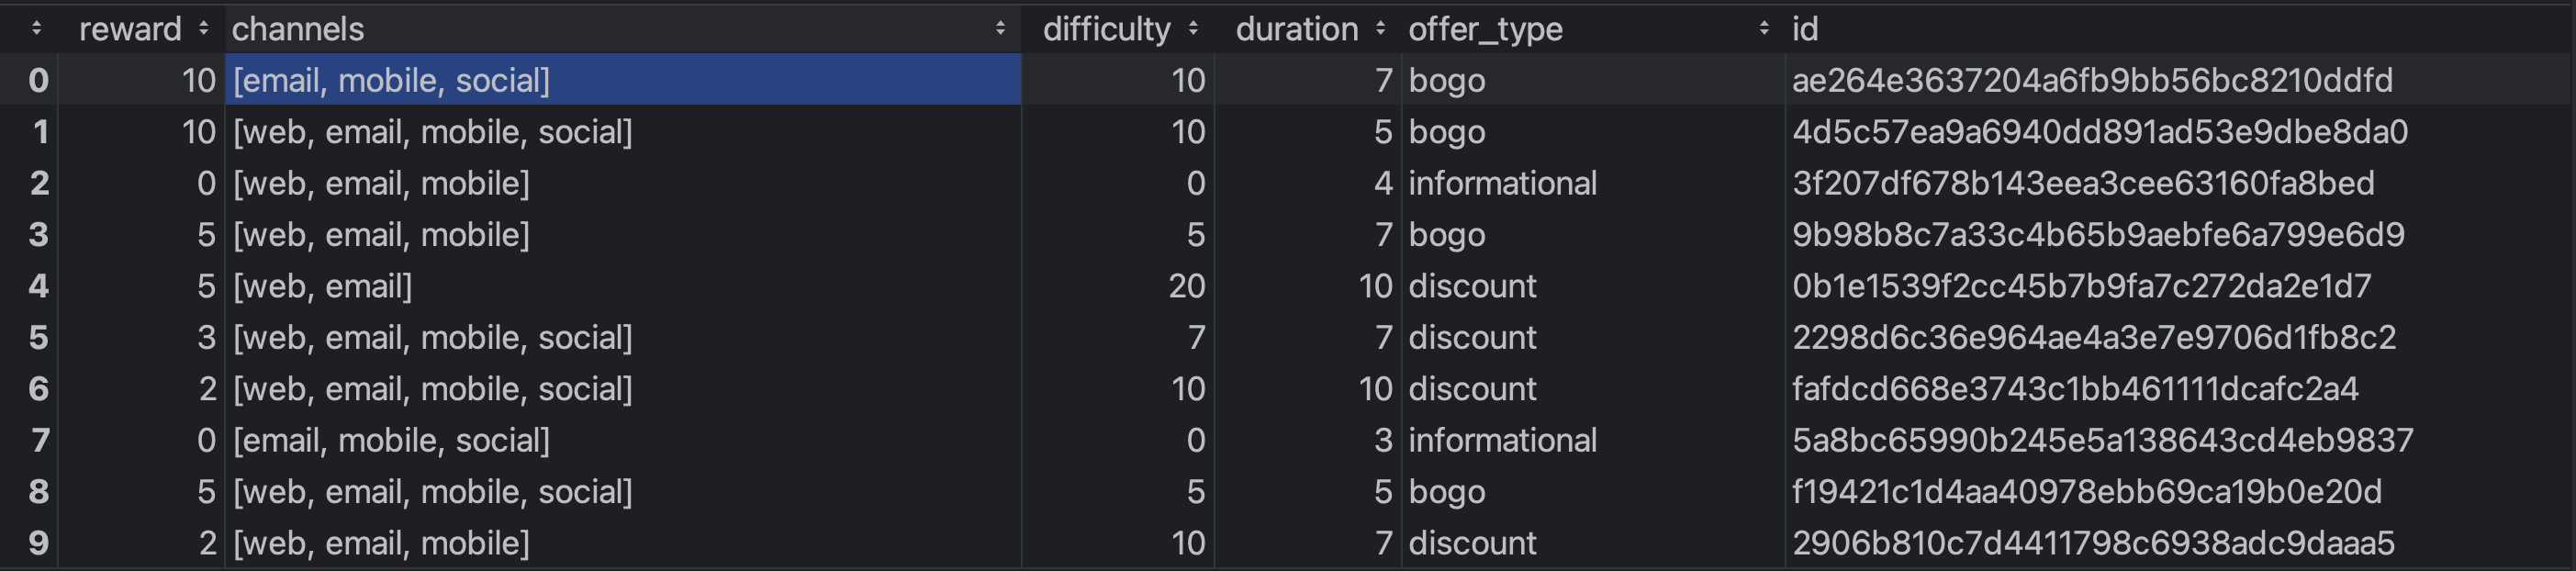 reward channels difficulty duration offer_type id
0 10 [email, mobile, social] 10 7 bogo ae264e3637204a6fb9bb56bc8210ddfd
1 10 [web, email, mobile, social] 10 5 bogo 4d5c57ea9a6940dd891ad53e9dbe8da0
2 0 [web, email, mobile] 0 4 informational 3f207df678b143eea3cee63160fa8bed
3 5 [web, email, mobile] 5 7 bogo 9b98b8c7a33c4b65b9aebfe6a799e6d9
4 5 [web, email] 20 10 discount 0b1e1539f2cc45b7b9fa7c272da2e1d7
5 3 [web, email, mobile, social] 7 7 discount 2298d6c36e964ae4a3e7e9706d1fb8c2
6 2 [web, email, mobile, social] 10 10 discount fafdcd668e3743c1bb461111dcafc2a4
7 0 [email, mobile, social] 0 3 informational 5a8bc65990b245e5a138643cd4eb9837
8 5 [web, email, mobile, social] 5 5 bogo f19421c1d4aa40978ebb69ca19b0e20d
9 2 [web, email, mobile] 10 7 discount 2906b810c7d4411798c6938adc9daaa5